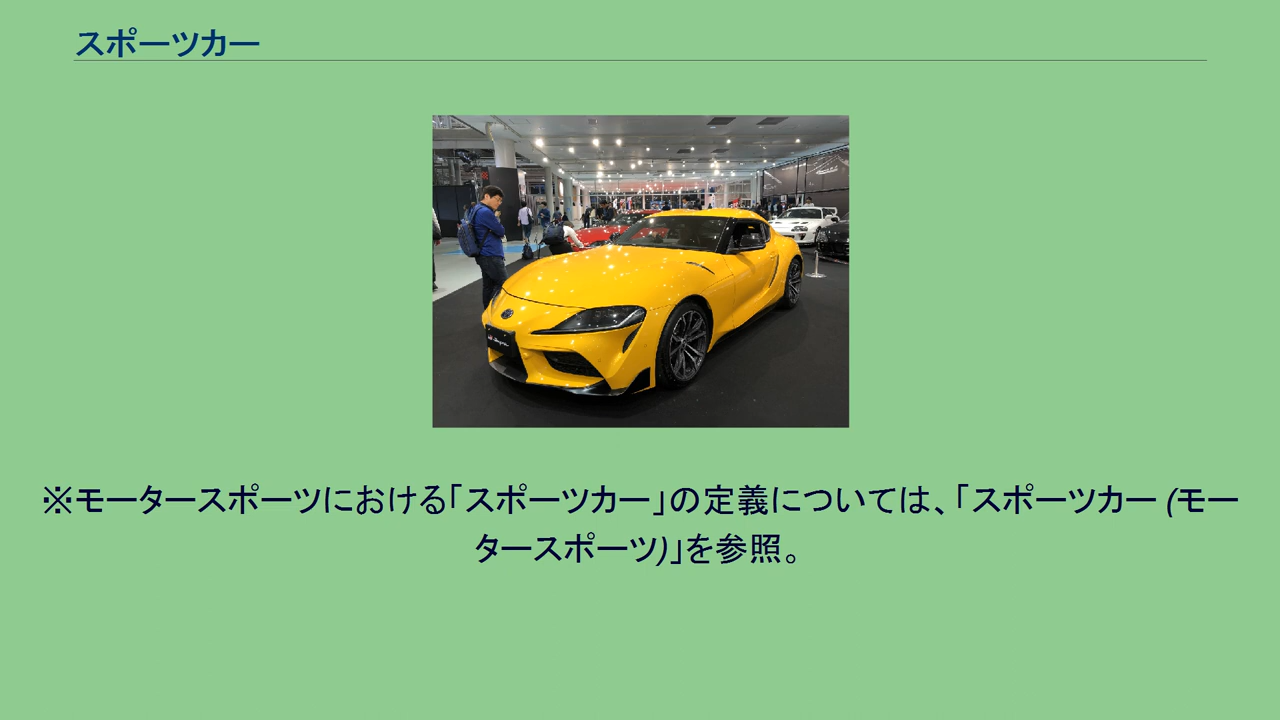 スポーツカー
※モータースポーツにおける｢スポーツカー｣の定義については､｢スポーツカー (モー
タースポーツ)｣を参照。